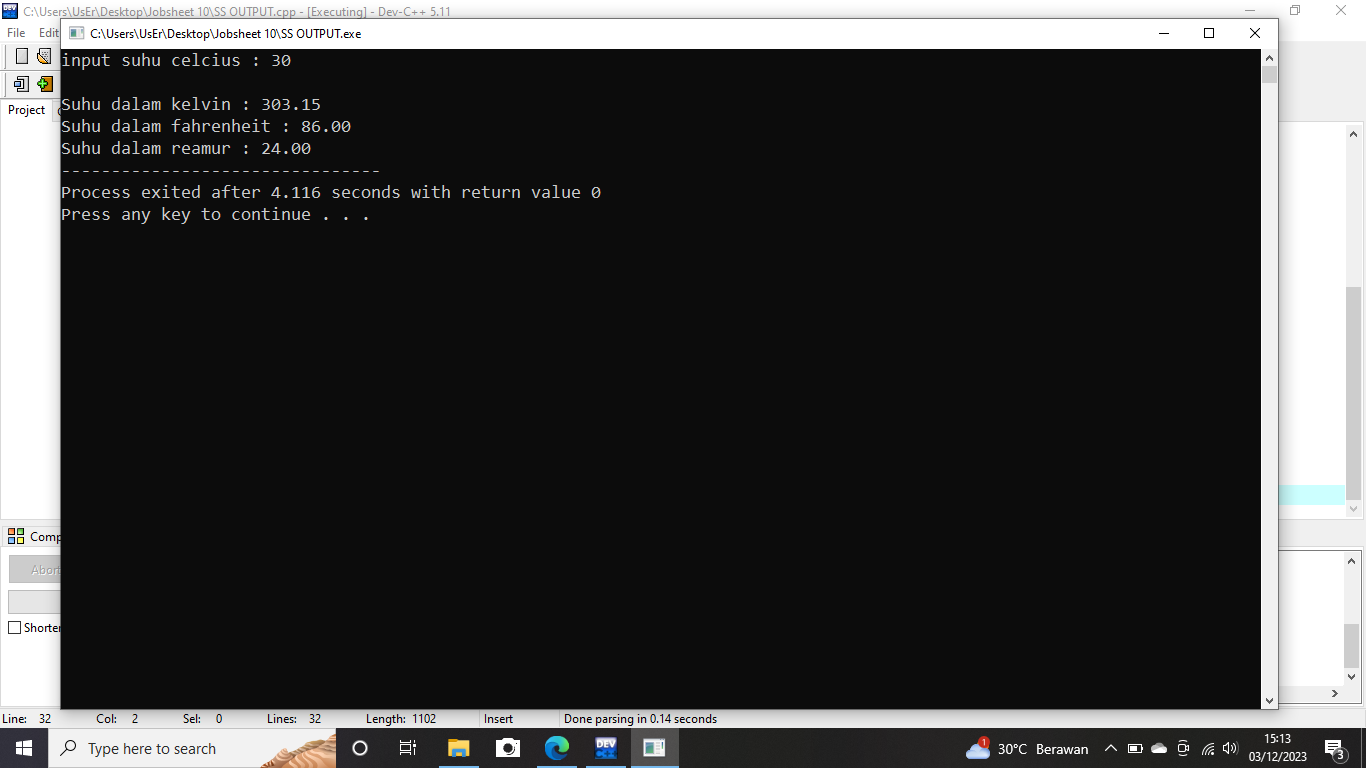 C:\Users\UsEr\Desktop\Jobsheet 10\SS OUTPUT.cpp - [Executing] - Dev-C++ 5.11
File Edit
C:\Users\UsEr\Desktop\Jobsheet 10\SS OUTPUT.exe
input suhu celcius : 30
Suhu dalam kelvin : 303.15
Suhu dalam fahrenheit : 86.00
Suhu dalam reamur : 24.00
--------------------------------
Process exited after 4.116 seconds with return value 0
Press any key to continue . . .
Project
Comp
Abort
Shorten
Line: 32 Col: 2 Sel: 0 Lines: 32 Length: 1102 Insert Done parsing in 0.14 seconds
Type here to search
DEV
1
30°C Berawan
15:13
03/12/2023
3